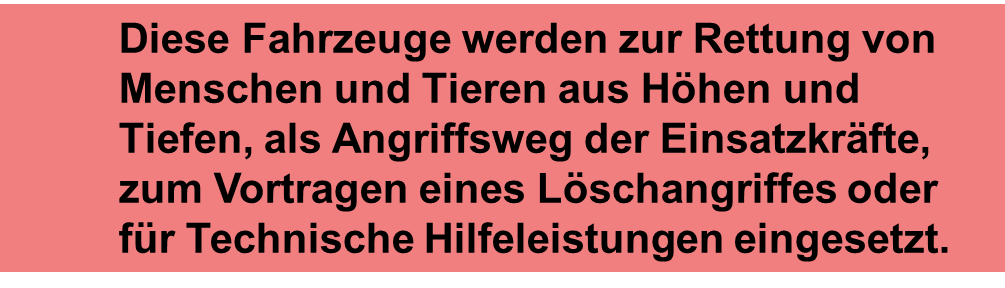 Diese Fahrzeuge werden zur Rettung von
Menschen und Tieren aus Höhen und
Tiefen, als Angriffsweg der Einsatzkräfte,
zum Vortragen eines Löschangriffes oder
für Technische Hilfeleistungen eingesetzt.